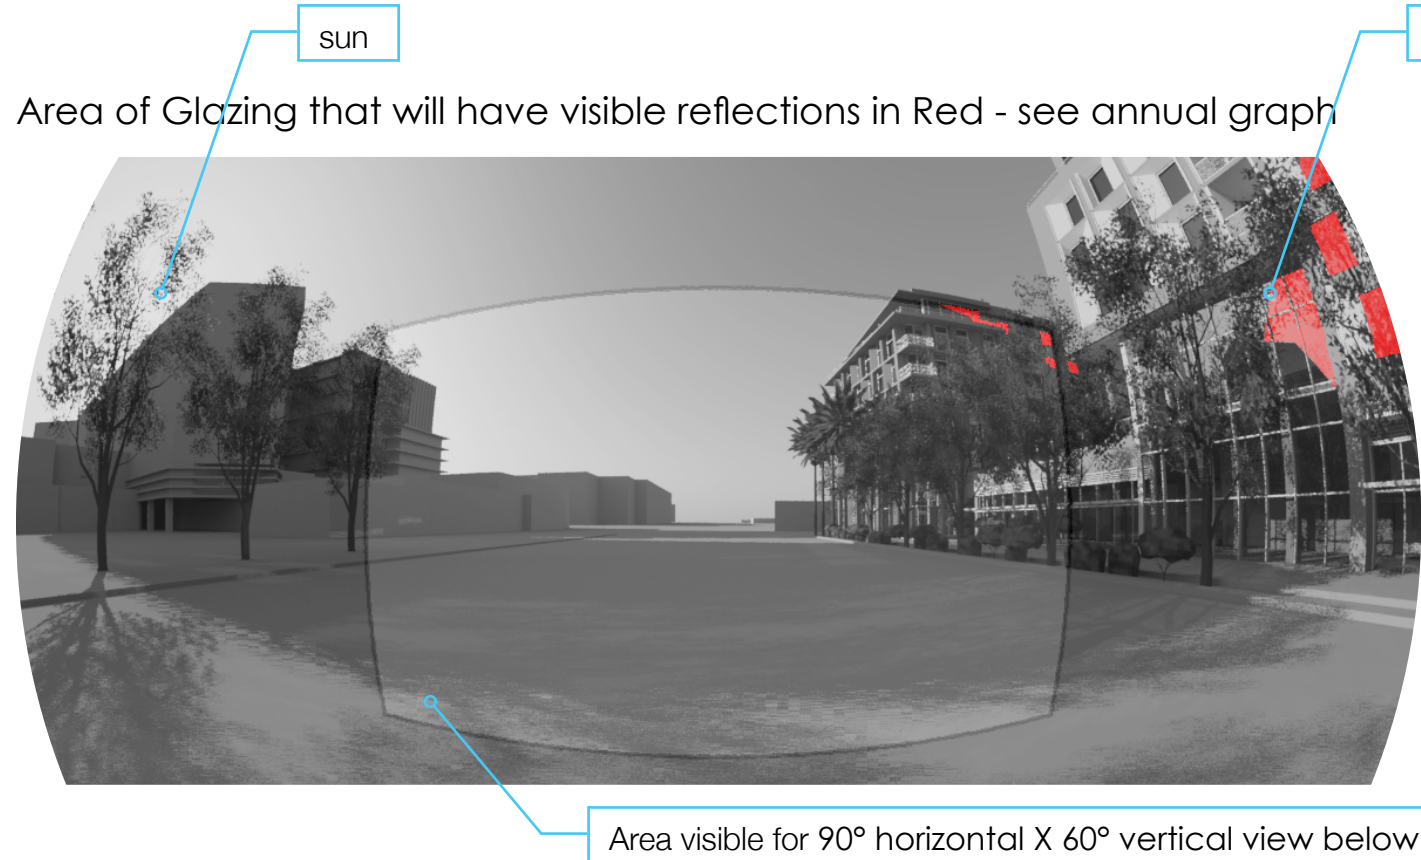 sun
Area of Glazing that will have visible reflections in Red - see annual graph
Area visible for 90° horizontal X 60° vertical view below